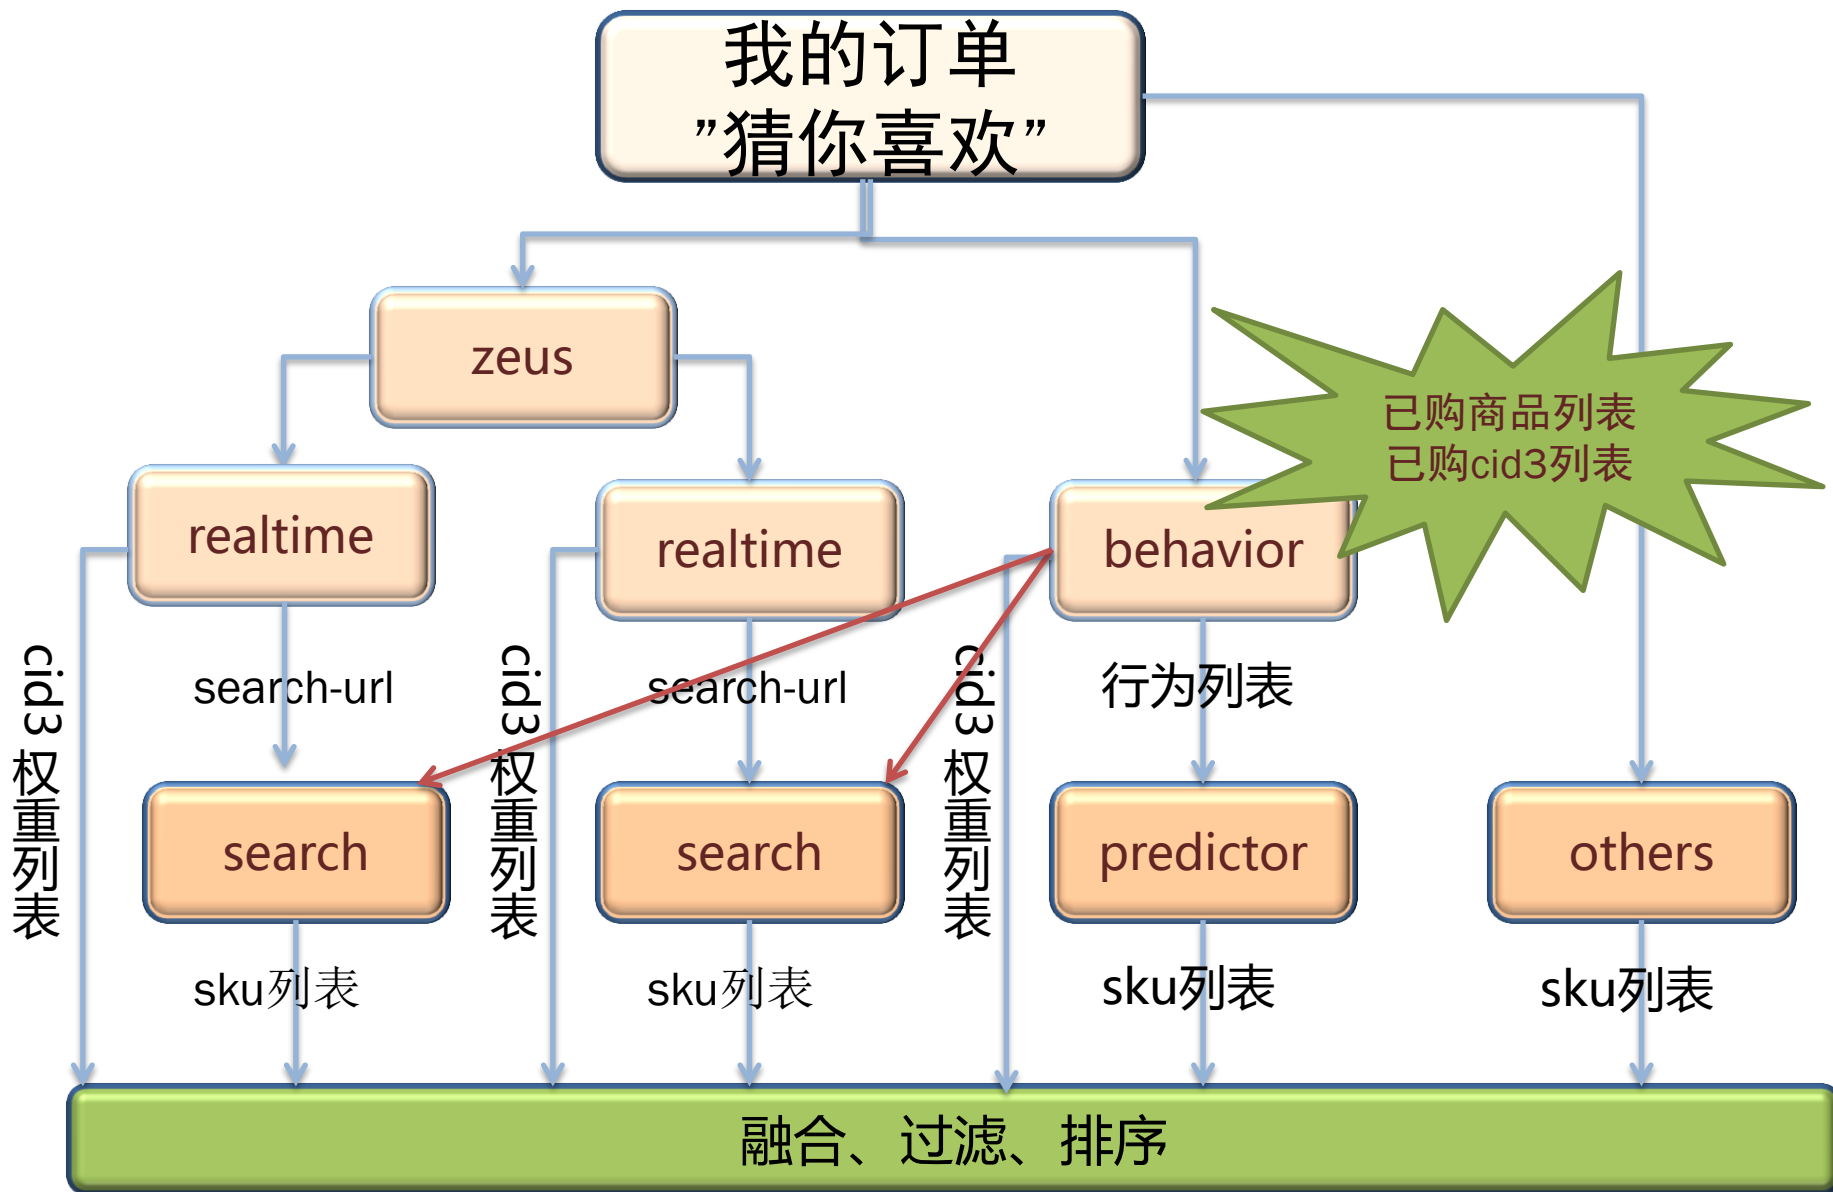 我的订单
”猜你喜欢”
zeus
已购商品列表
已购cid3列表
realtime
realtime
behavior
cid3权重列表
search-url
cid3权重列表
search-url
cid3权重列表
行为列表
search
search
predictor
others
sku列表
sku列表
sku列表
sku列表
融合、过滤、排序